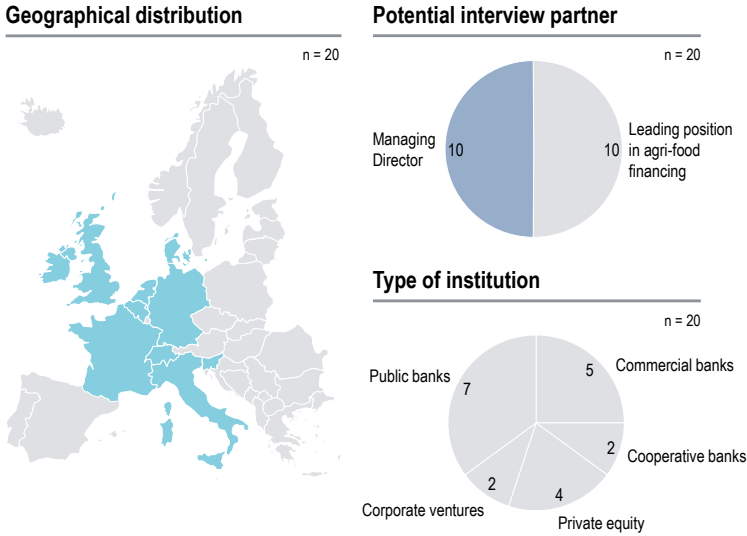 Geographical distribution
n = 20
Potential interview partner
n = 20
Managing
Director
10
10
Leading position
in agri-food
financing
Type of institution
n = 20
Public banks
7
5
Commercial banks
2
Cooperative banks
2
Corporate ventures
4
Private equity